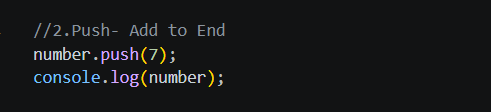 //2.Push- Add to End
number.push(7);
console.log(number);